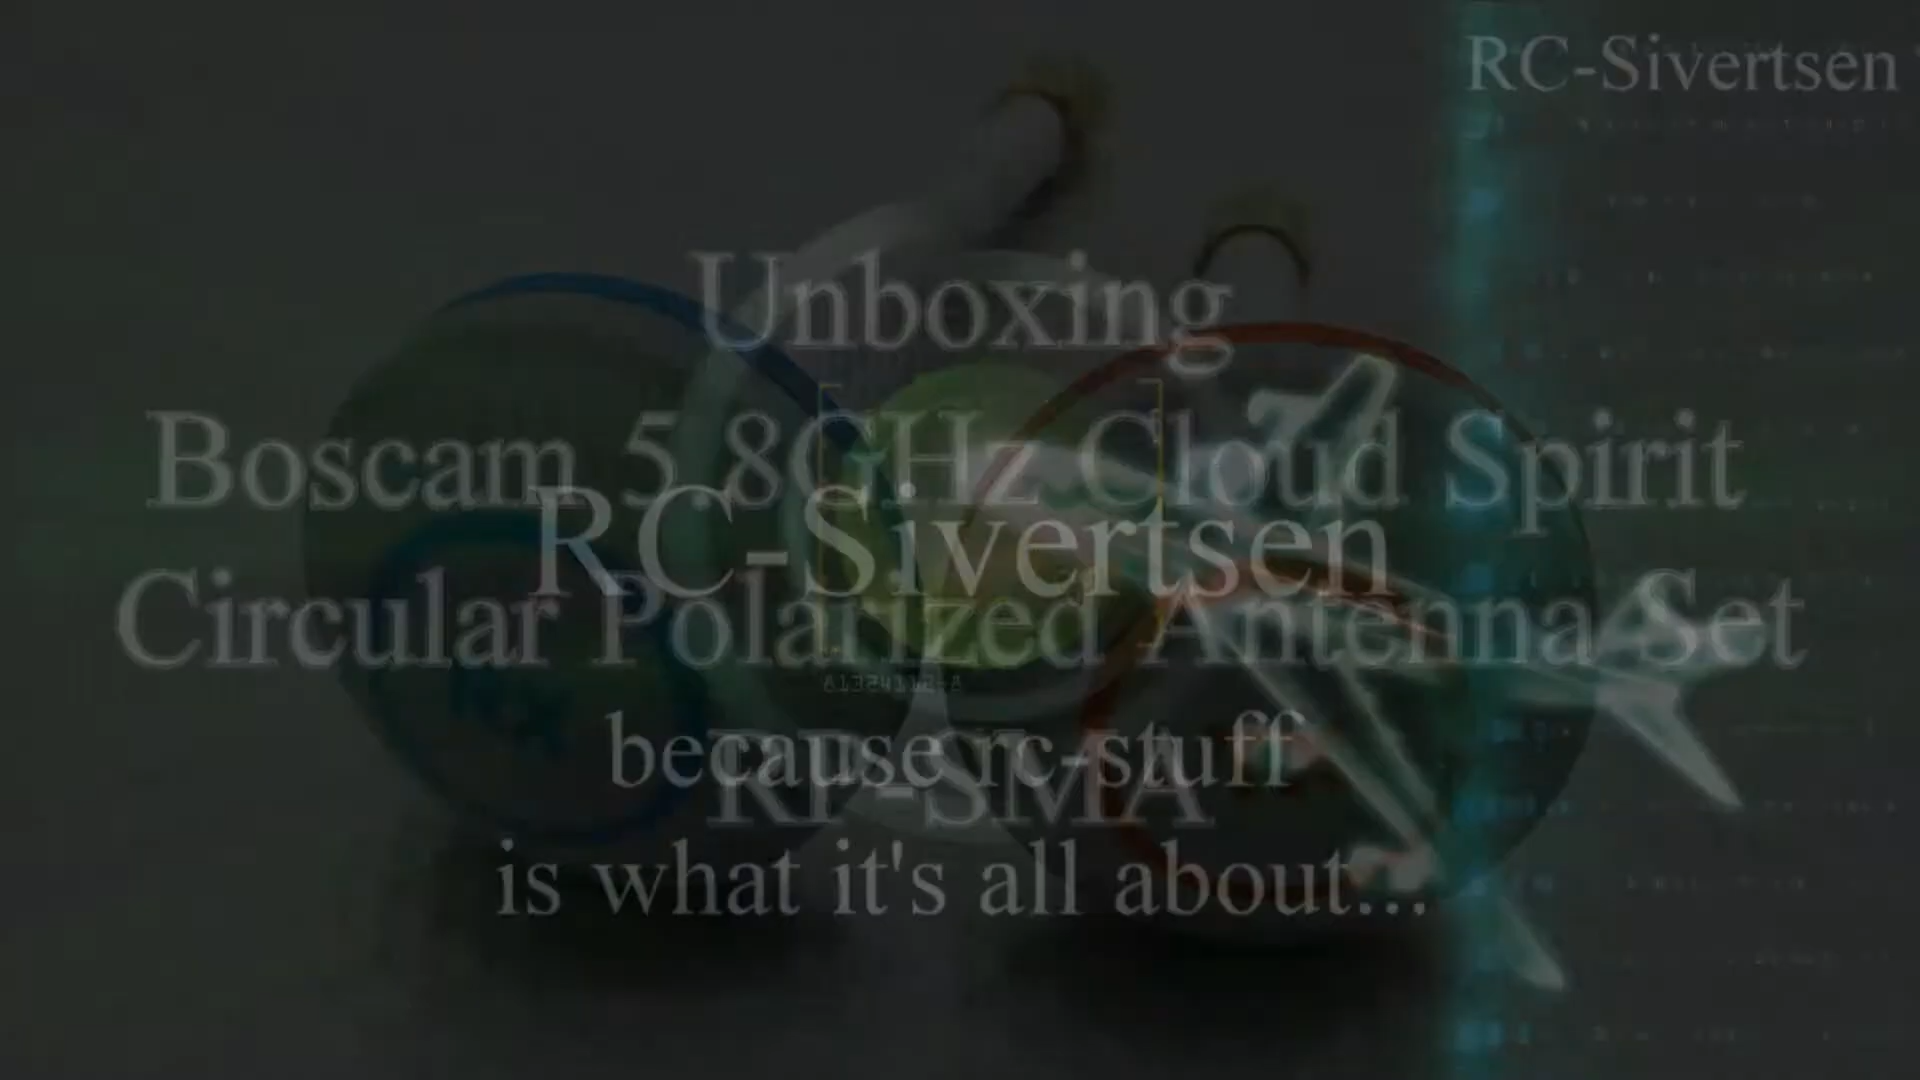 RC-Sivertsen
Unboxing
Boscam 5.8GHz Cloud Spirit
RC-Sivertsen
Circular Polarized Antenna Set
because rc-stuff
RP-SMA
is what it's all about...